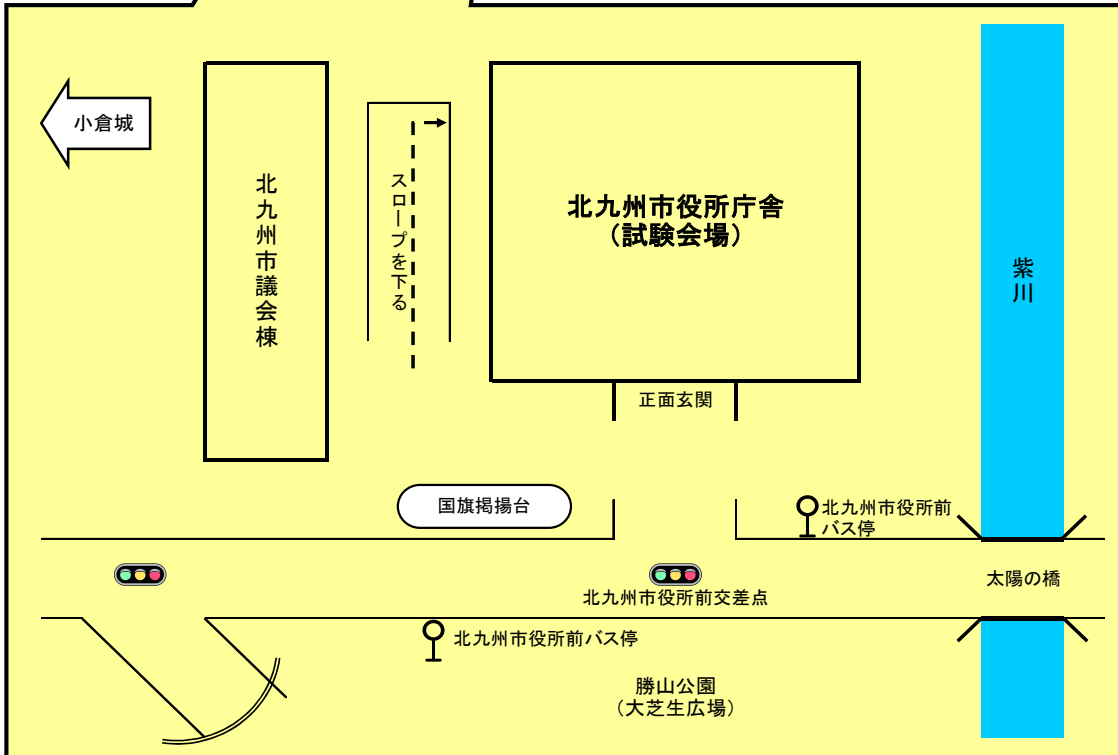 小倉城
北九州市議会棟
スロープを下る
北九州市役所庁舎
（試験会場）
紫川
正面玄関
国旗掲揚台
北九州市役所前
バス停
太陽の橋
北九州市役所前交差点
北九州市役所前バス停
勝山公園
（大芝生広場）